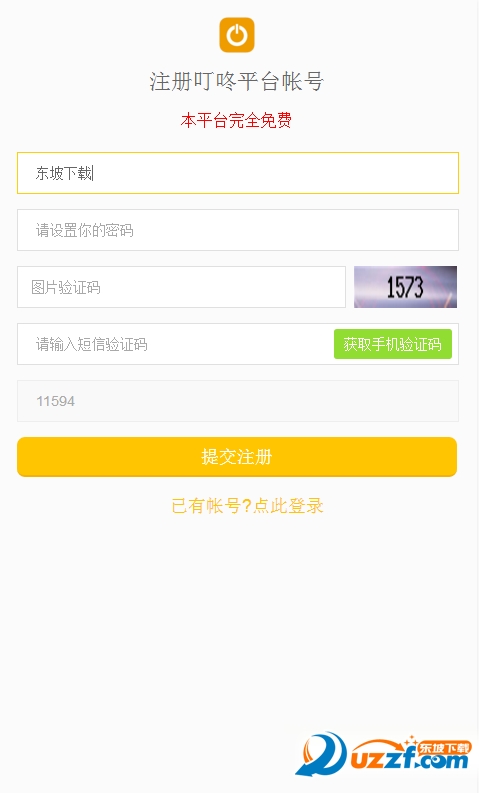 注册叮咚平台帐号
本平台完全免费
东坡下载
请设置你的密码
图片验证码 1573
请输入短信验证码 获取手机验证码
11594
提交注册
已有帐号?点此登录
东坡下载
uzzf.com